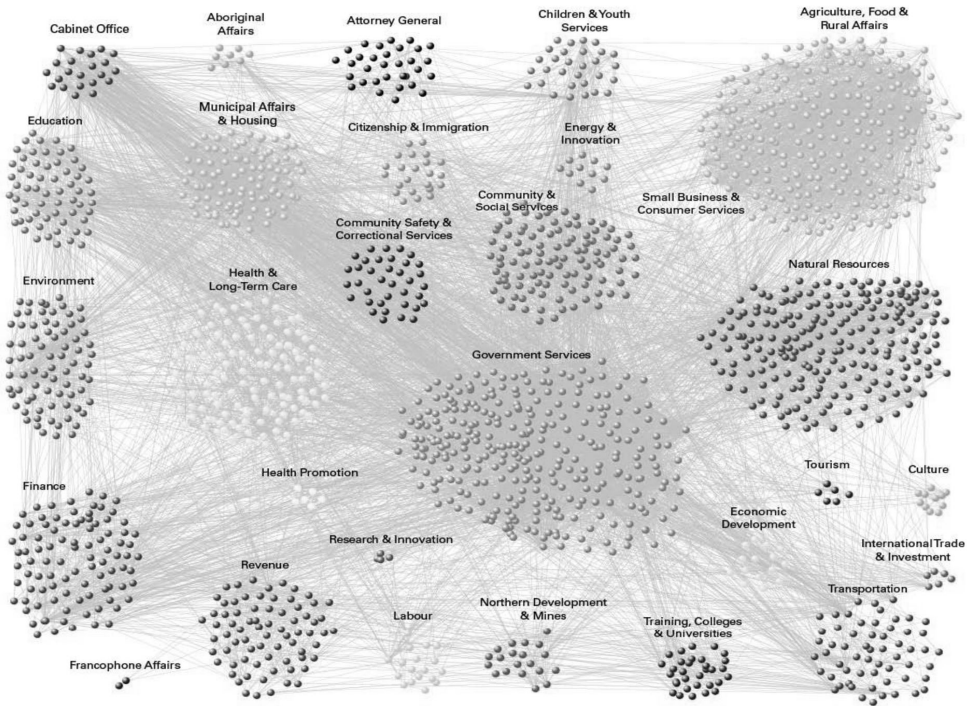 Cabinet Office
Aboriginal
Affairs
Attorney General
Children & Youth
Services
Agriculture, Food &
Rural Affairs
Education
Municipal Affairs
& Housing
Citizenship & Immigration
Energy &
Innovation
Community &
Social Services
Small Business &
Consumer Services
Community Safety &
Correctional Services
Environment
Health &
Long-Term Care
Natural Resources
Government Services
Finance
Health Promotion
Tourism
Culture
Economic
Development
Research & Innovation
International Trade
& Investment
Revenue
Transportation
Labour
Northern Development
& Mines
Training, Colleges
& Universities
Francophone Affairs